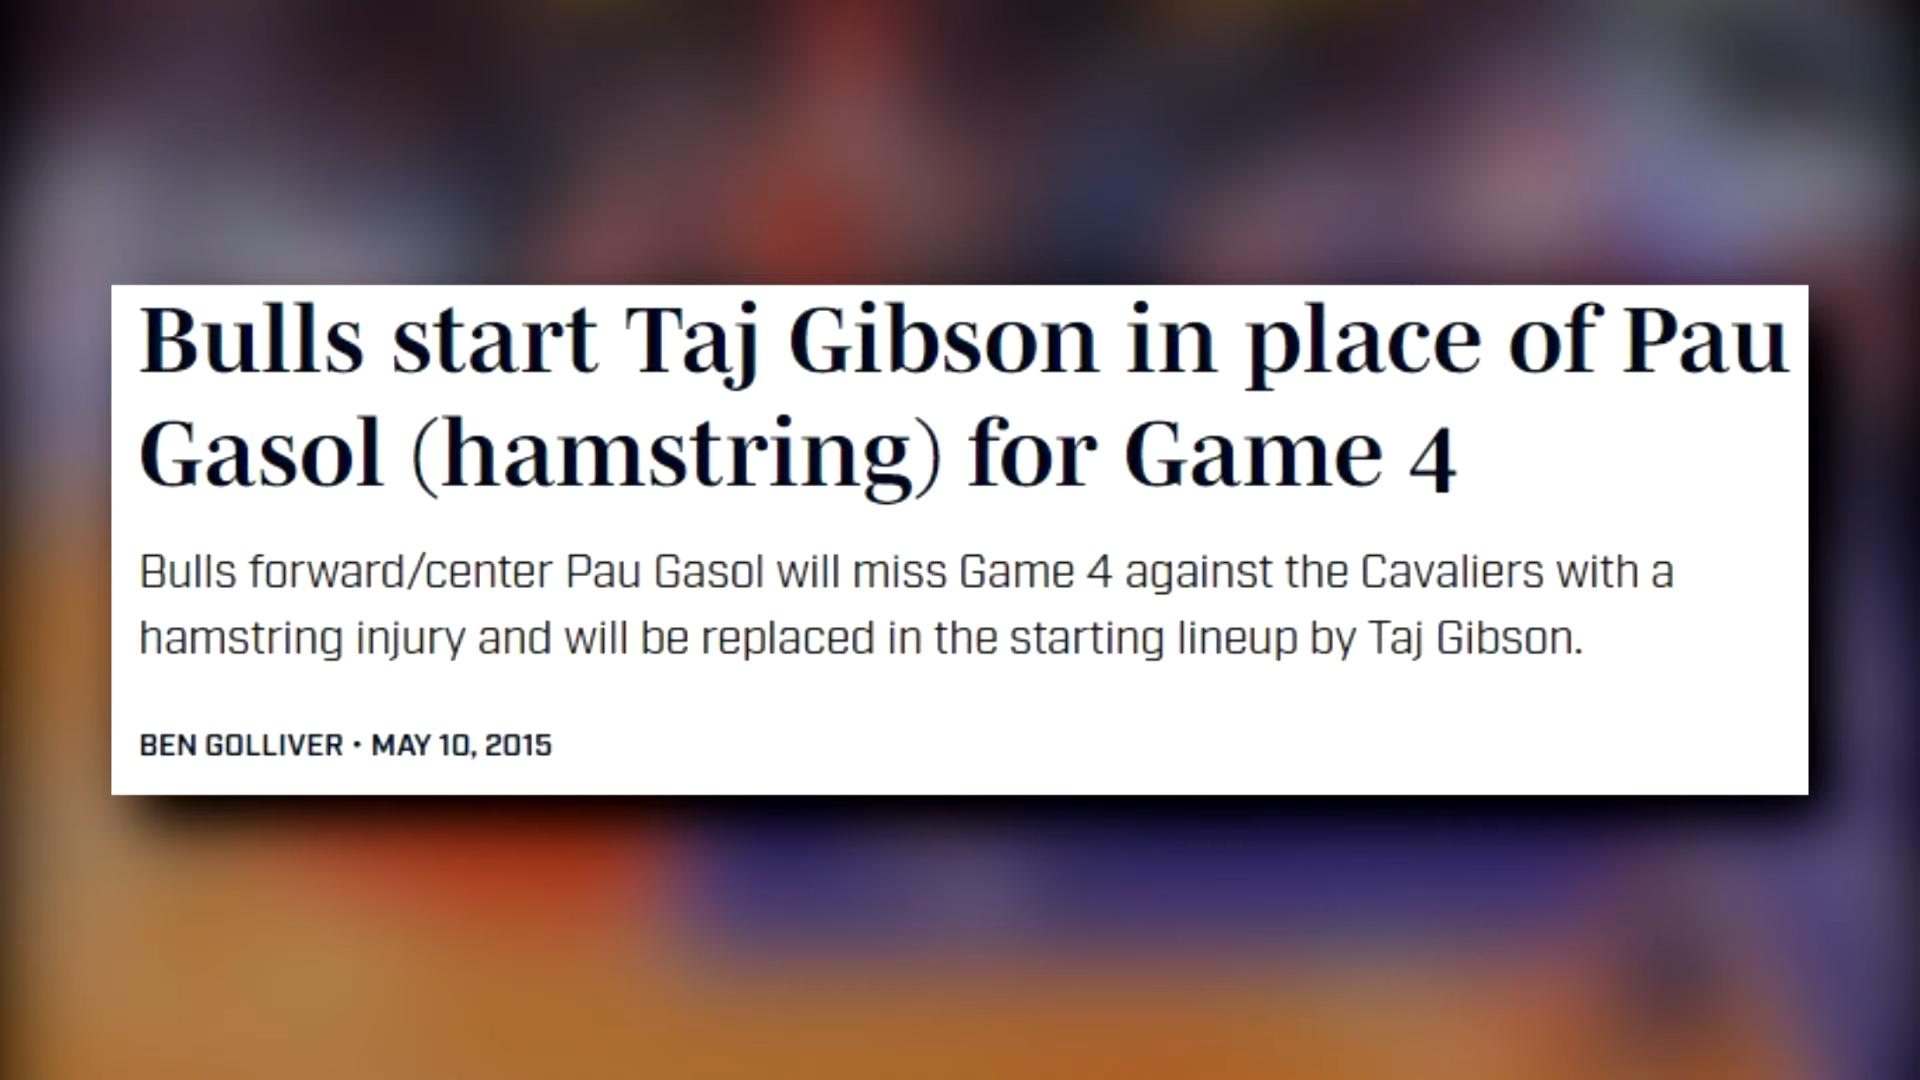 Bulls start Taj Gibson in place of Pau
Gasol (hamstring) for Game 4
Bulls forward/center Pau Gasol will miss Game 4 against the Cavaliers with a
hamstring injury and will be replaced in the starting lineup by Taj Gibson.
BEN GOLLIVER • MAY 10, 2015